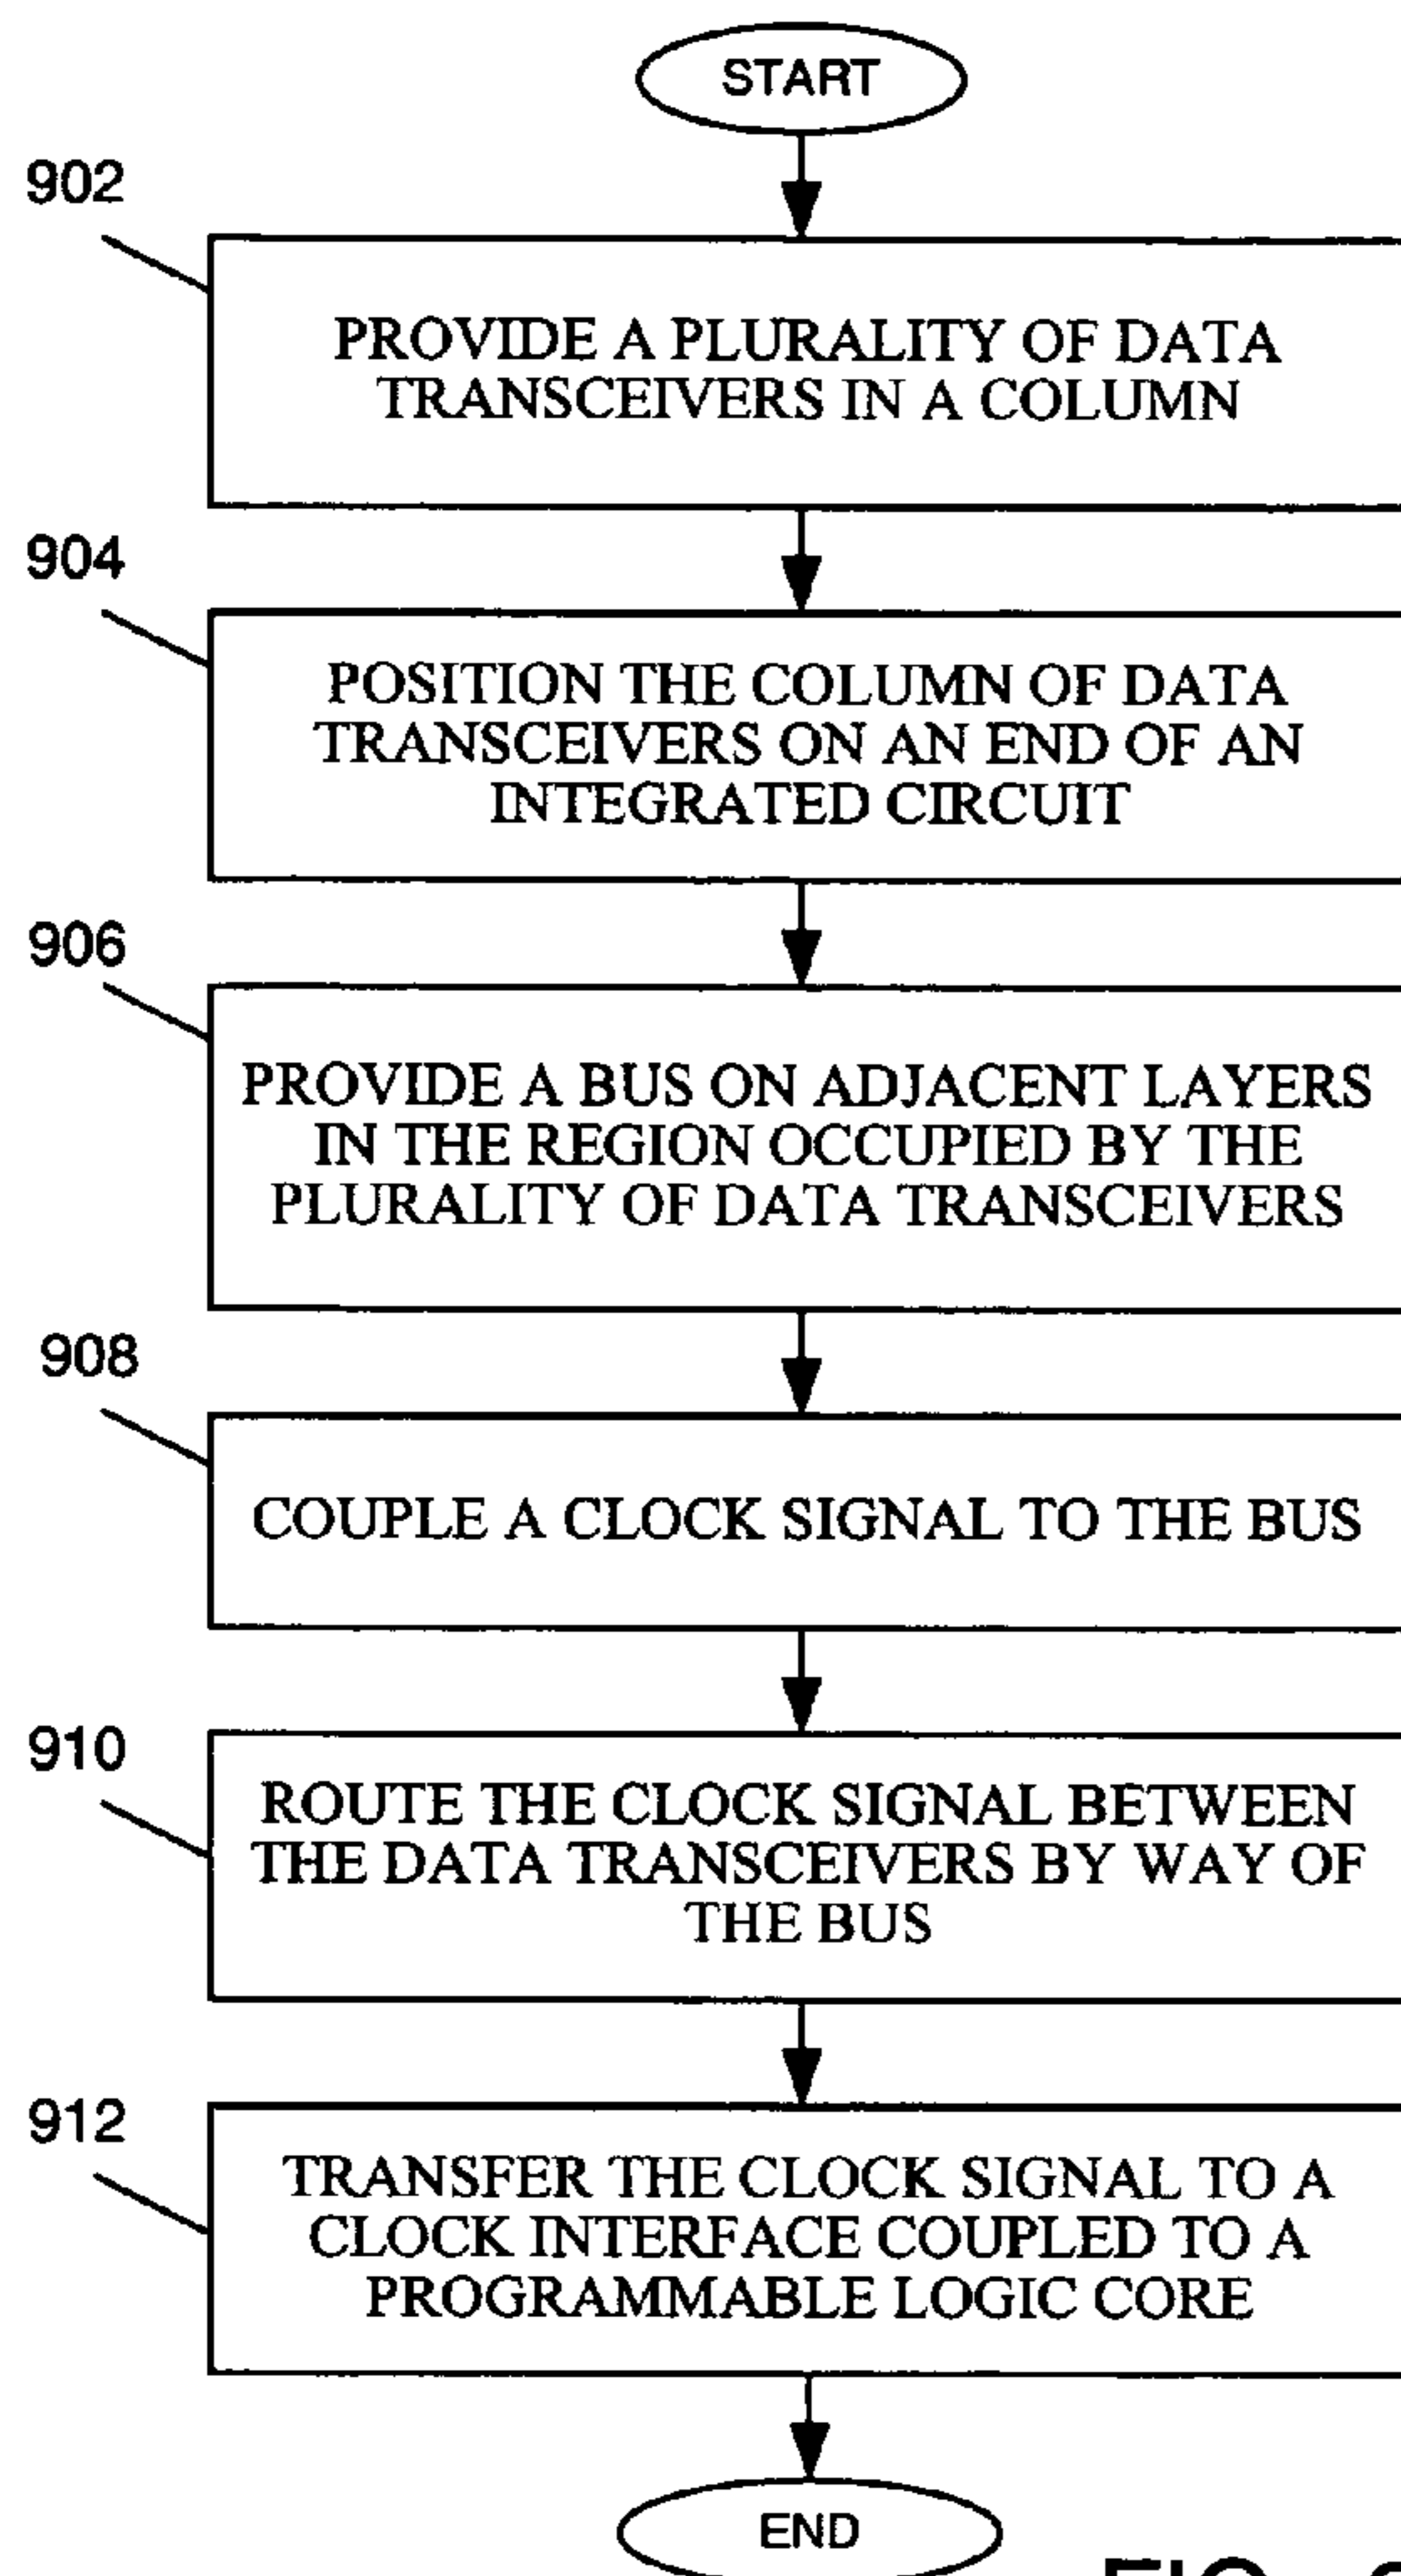 START
902
PROVIDE A PLURALITY OF DATA
TRANSCEIVERS IN A COLUMN
904
POSITION THE COLUMN OF DATA
TRANSCEIVERS ON AN END OF AN
INTEGRATED CIRCUIT
906
PROVIDE A BUS ON ADJACENT LAYERS
IN THE REGION OCCUPIED BY THE
PLURALITY OF DATA TRANSCEIVERS
908
COUPLE A CLOCK SIGNAL TO THE BUS
910
ROUTE THE CLOCK SIGNAL BETWEEN
THE DATA TRANSCEIVERS BY WAY OF
THE BUS
912
TRANSFER THE CLOCK SIGNAL TO A
CLOCK INTERFACE COUPLED TO A
PROGRAMMABLE LOGIC CORE
END
FIG.